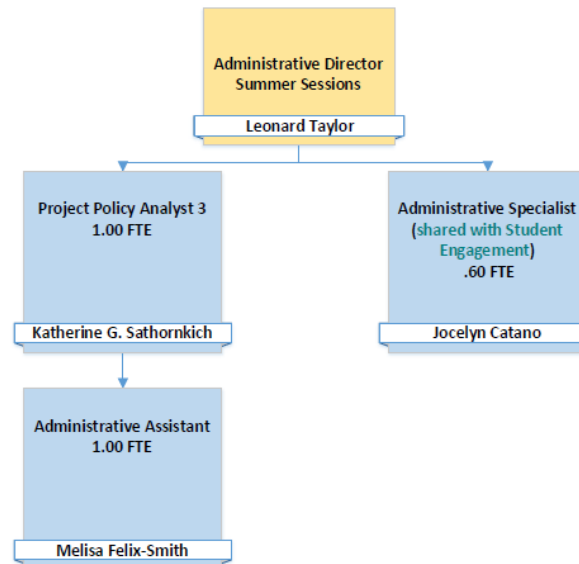 Administrative Director
Summer Sessions
Leonard Taylor
Project Policy Analyst 3
1.00 FTE
Katherine G. Sathornkich
Administrative Specialist
(shared with Student
Engagement)
.60 FTE
Jocelyn Catano
Administrative Assistant
1.00 FTE
Melisa Felix-Smith